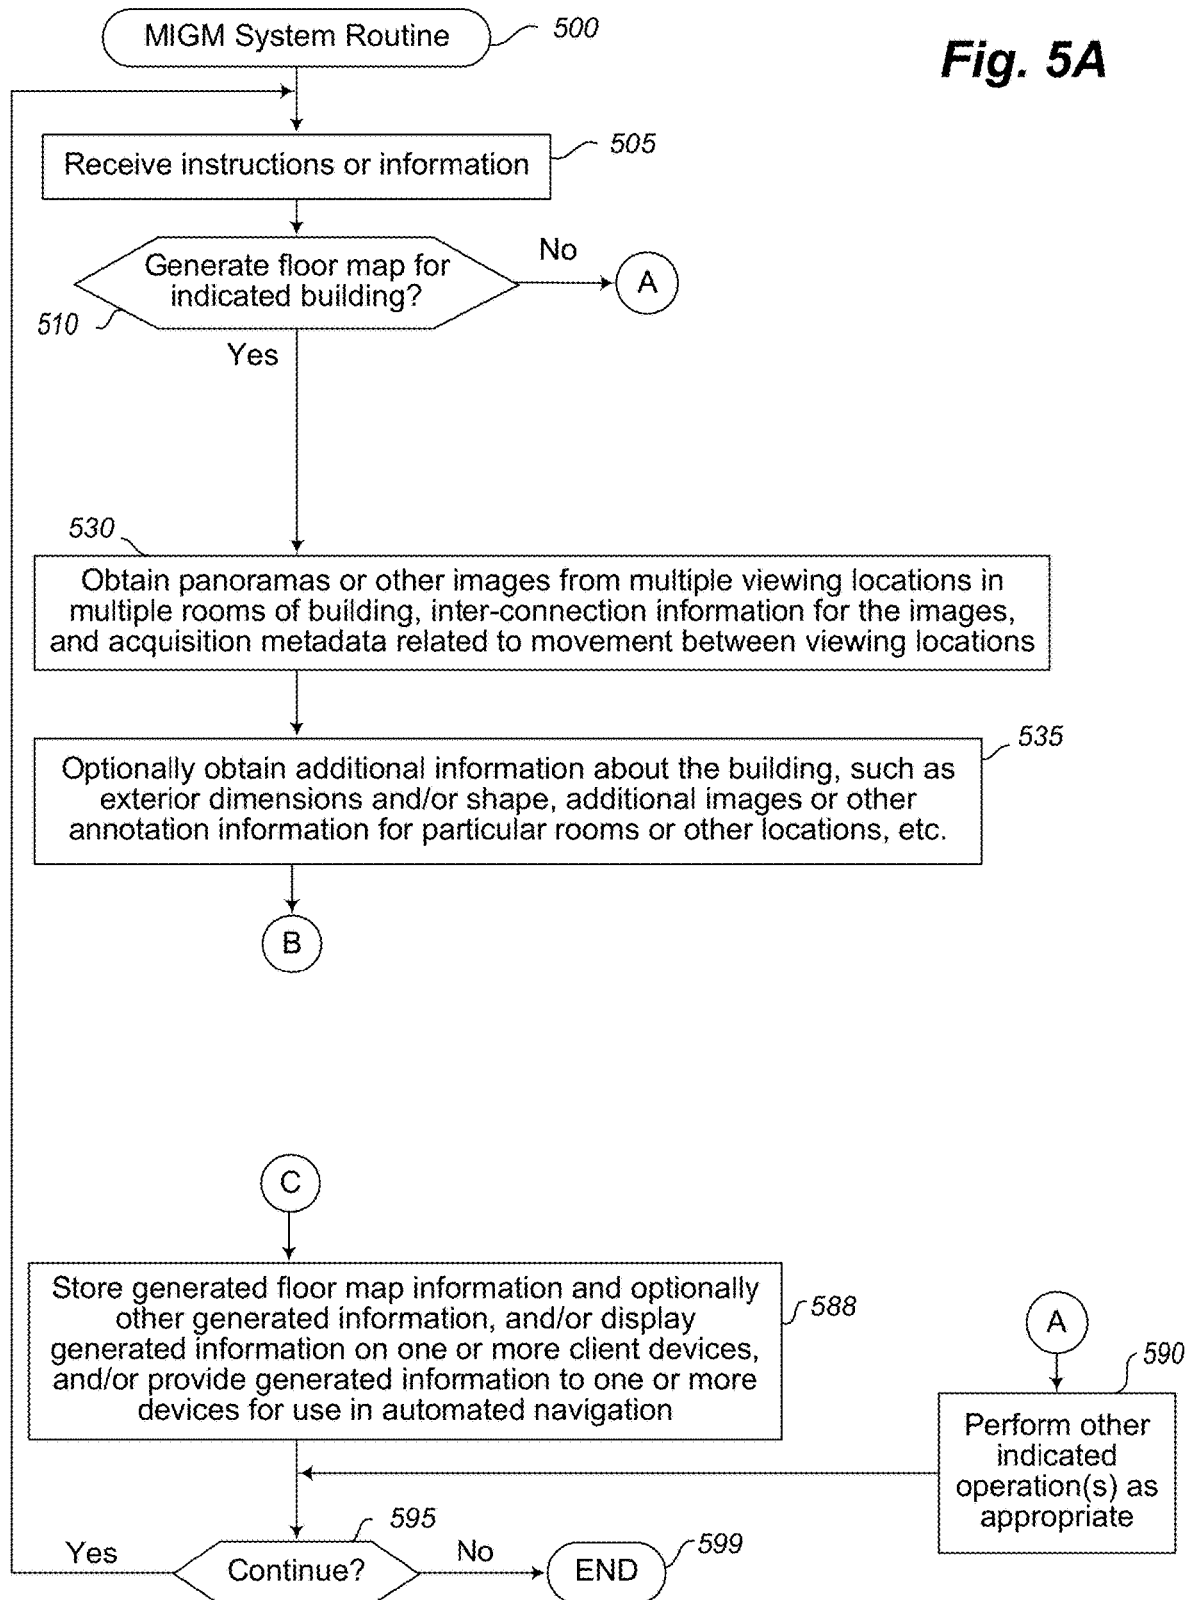 MIGM System Routine
500
Fig. 5A
Receive instructions or information
505
Generate floor map for
indicated building?
510
No
A
Yes
530
Obtain panoramas or other images from multiple viewing locations in
multiple rooms of building, inter-connection information for the images,
and acquisition metadata related to movement between viewing locations
535
Optionally obtain additional information about the building, such as
exterior dimensions and/or shape, additional images or other
annotation information for particular rooms or other locations, etc.
B
C
Store generated floor map information and optionally
other generated information, and/or display
generated information on one or more client devices,
and/or provide generated information to one or more
devices for use in automated navigation
588
A
590
Perform other
indicated
operation(s) as
appropriate
595
Yes
Continue?
No
END
599